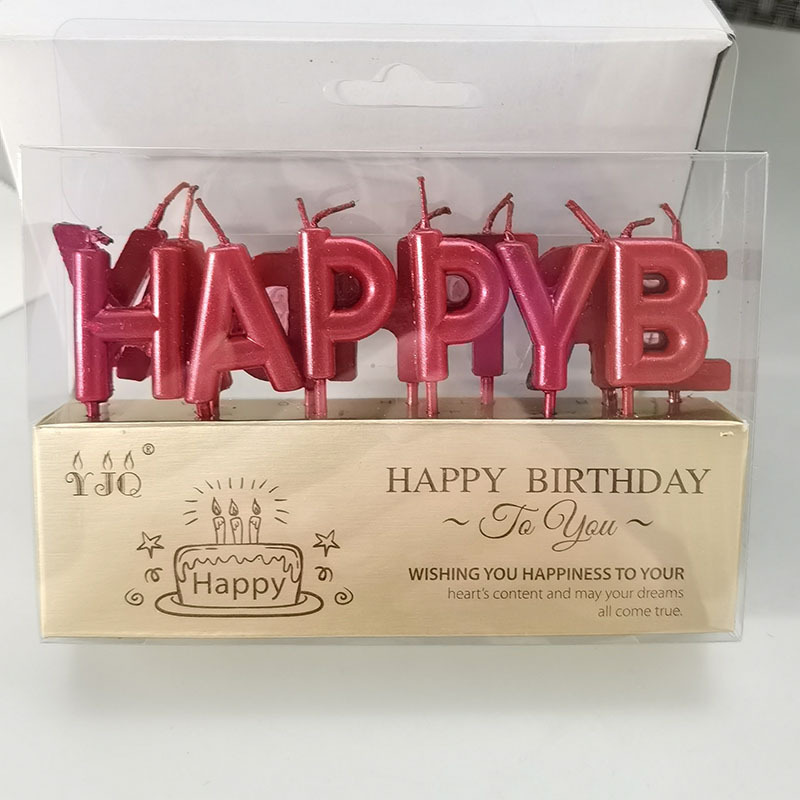 HAPPYB
YJQ®
HAPPY BIRTHDAY
~ To You ~
WISHING YOU HAPPINESS TO YOUR
heart's content and may your dreams
all come true.
Happy